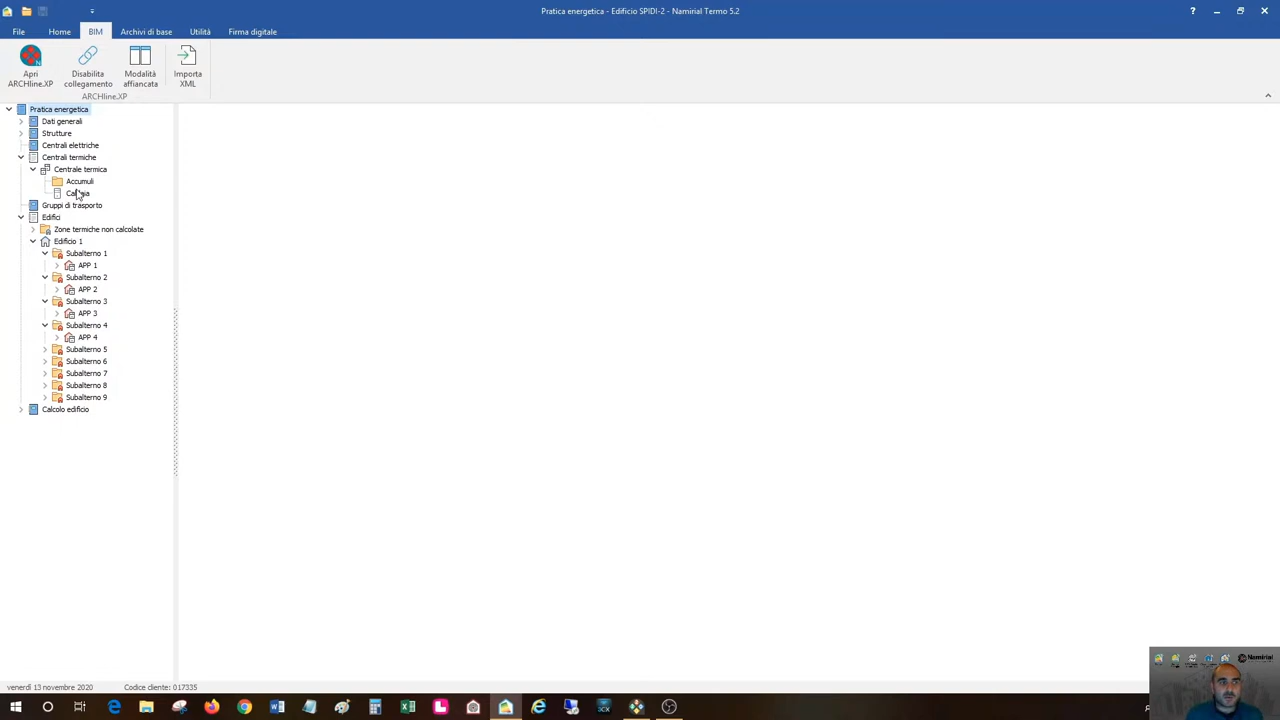 Pratica energetica - Edificio SPIDI-2 - Namirial Termo 5.2
?
File
Home
BIM
Archivi di base
Utilità
Firma digitale
Apri
ARCHline.XP
Disabilita
collegamento
Modalità
affiancata
Importa
XML
ARCHline.XP
Pratica energetica
Dati generali
Strutture
Centrali elettriche
Centrali termiche
Centrale termica
Accumuli
Gruppi di trasporto
Edifici
Zone termiche non calcolate
Edificio 1
Subalterno 1
APP 1
Subalterno 2
APP 2
Subalterno 3
APP 3
Subalterno 4
APP 4
Subalterno 5
Subalterno 6
Subalterno 7
Subalterno 8
Subalterno 9
Calcolo edificio
Namirial
venerdì 13 novembre 2020
Codice cliente: 017335